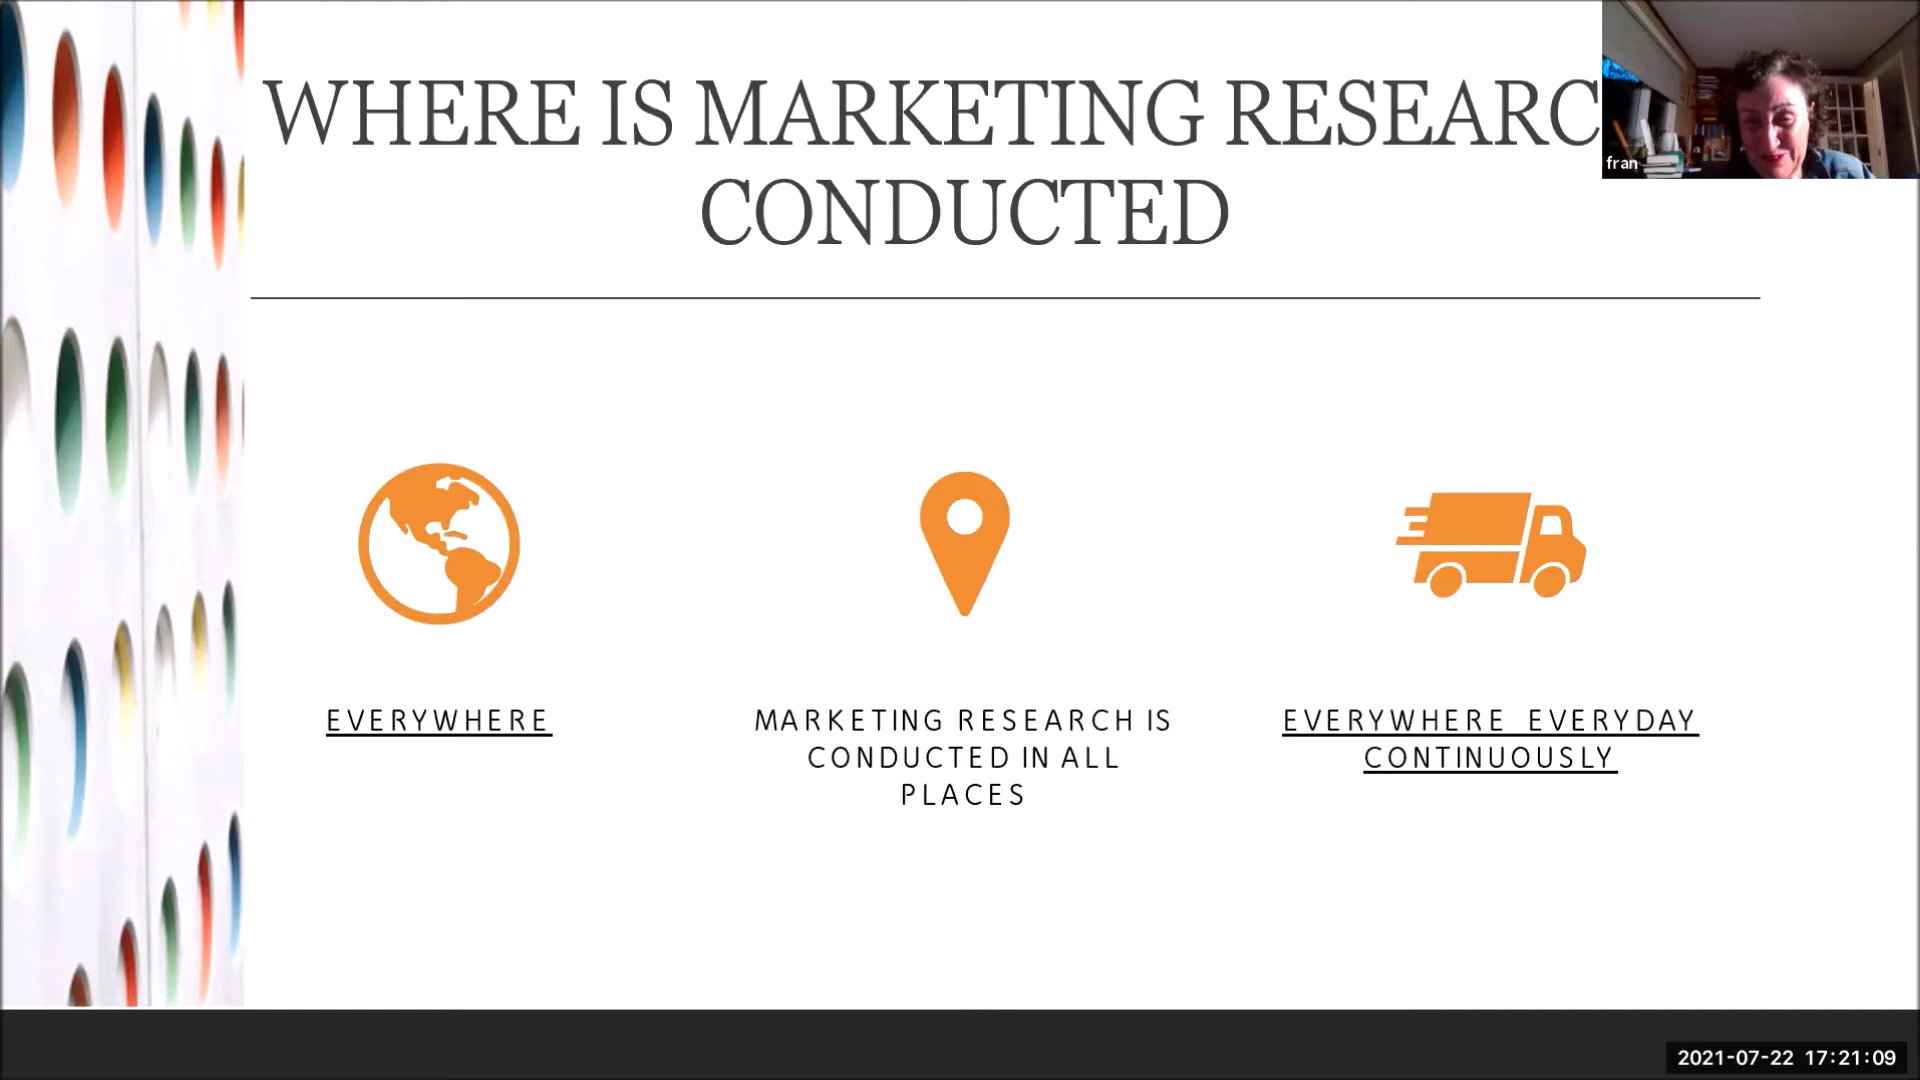 WHERE IS MARKETING RESEARC
CONDUCTED
fran
EVERYWHERE
MARKETING RESEARCH IS
CONDUCTED IN ALL
PLACES
EVERYWHERE EVERYDAY
CONTINUOUSLY
2021-07-22 17:21:09